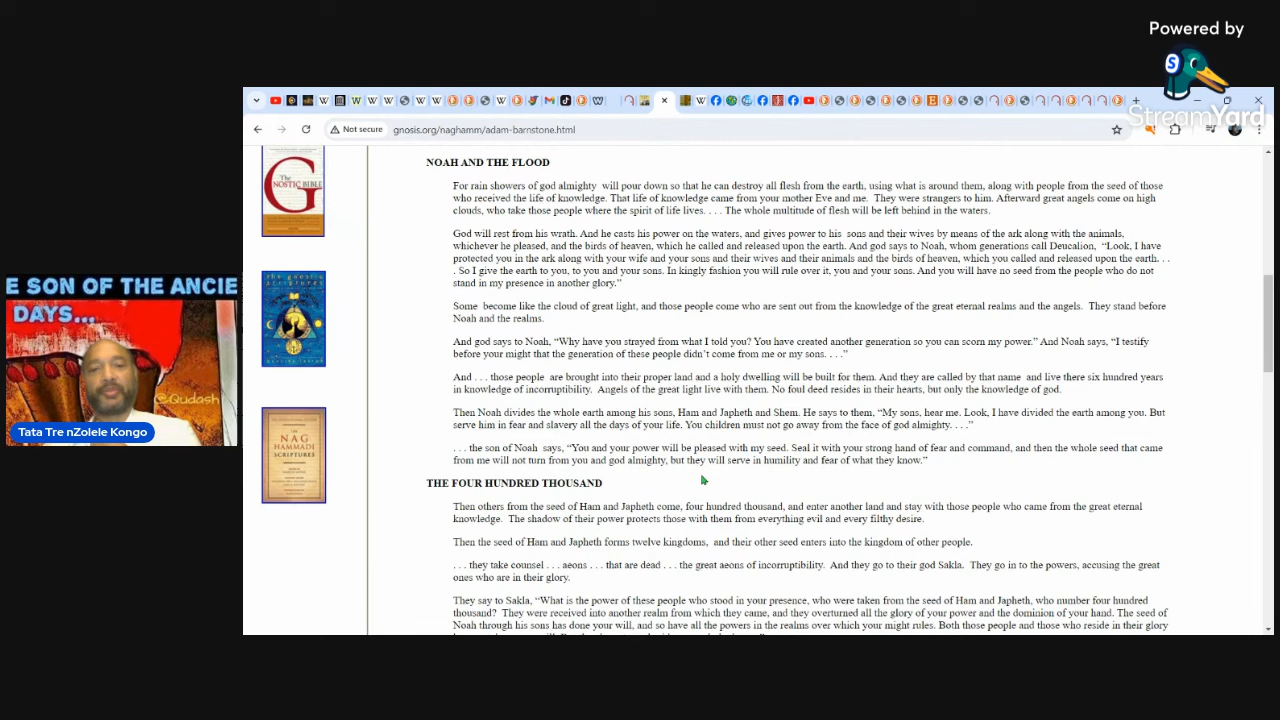 Powered by
S
StreamYard
Not secure
gnosis.org/naghamm/adam-barnstone.html
NOAH AND THE FLOOD
For rain showers of god almighty will pour down so that he can destroy all flesh from the earth, using what is around them, along with people from the seed of those
who received the life of knowledge. That life of knowledge came from your mother Eve and me. They were strangers to him. Afterward great angels come on high
clouds, who take those people where the spirit of life lives. . . . The whole multitude of flesh will be left behind in the waters.
God will rest from his wrath. And he casts his power on the waters, and gives power to his sons and their wives by means of the ark along with the animals,
whichever he pleased, and the birds of heaven, which he called and released upon the earth. And god says to Noah, whom generations call Deucalion, “Look, I have
protected you in the ark along with your wife and your sons and their wives and their animals and the birds of heaven, which you called and released upon the earth. . .
. So I give the earth to you, to you and your sons. In kingly fashion you will rule over it, you and your sons. And you will have no seed from the people who do not
stand in my presence in another glory.”
Some become like the cloud of great light, and those people come who are sent out from the knowledge of the great eternal realms and the angels. They stand before
Noah and the realms.
And god says to Noah, “Why have you strayed from what I told you? You have created another generation so you can scorn my power.” And Noah says, “I testify
before your might that the generation of these people didn’t come from me or my sons. . . .”
And . . . those people are brought into their proper land and a holy dwelling will be built for them. And they are called by that name and live there six hundred years
in knowledge of incorruptibility. Angels of the great light live with them. No foul deed resides in their hearts, but only the knowledge of god.
Then Noah divides the whole earth among his sons, Ham and Japheth and Shem. He says to them, “My sons, hear me. Look, I have divided the earth among you. But
serve him in fear and slavery all the days of your life. You children must not go away from the face of god almighty. . . .”
. . . the son of Noah says, “You and your power will be pleased with my seed. Seal it with your strong hand of fear and command, and then the whole seed that came
from me will not turn from you and god almighty, but they will serve in humility and fear of what they know.”
THE FOUR HUNDRED THOUSAND
Then others from the seed of Ham and Japheth come, four hundred thousand, and enter another land and stay with those people who came from the great eternal
knowledge. The shadow of their power protects those with them from everything evil and every filthy desire.
Then the seed of Ham and Japheth forms twelve kingdoms, and their other seed enters into the kingdom of other people.
. . . they take counsel . . . aeons . . . that are dead . . . the great aeons of incorruptibility. And they go to their god Sakla. They go in to the powers, accusing the great
ones who are in their glory.
They say to Sakla, “What is the power of these people who stood in your presence, who were taken from the seed of Ham and Japheth, who number four hundred
thousand? They were received into another realm from which they came, and they overturned all the glory of your power and the dominion of your hand. The seed of
Noah through his sons has done your will, and so have all the powers in the realms over which your might rules. Both those people and those who reside in their glory
The
GNOSTIC BIBLE
the gnostic
scriptures
THE
NAG
HAMMADI
SCRIPTURES
E SON OF THE ANCIE
DAYS...
@Qudash
Tata Tre nZolele Kongo